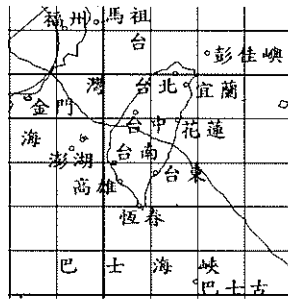 福州
馬祖
台
彭佳嶼
灣
台北
宜蘭
金門
台中
花蓮
海
澎湖
台南
高雄
台東
恆春
巴士海峽
巴士古